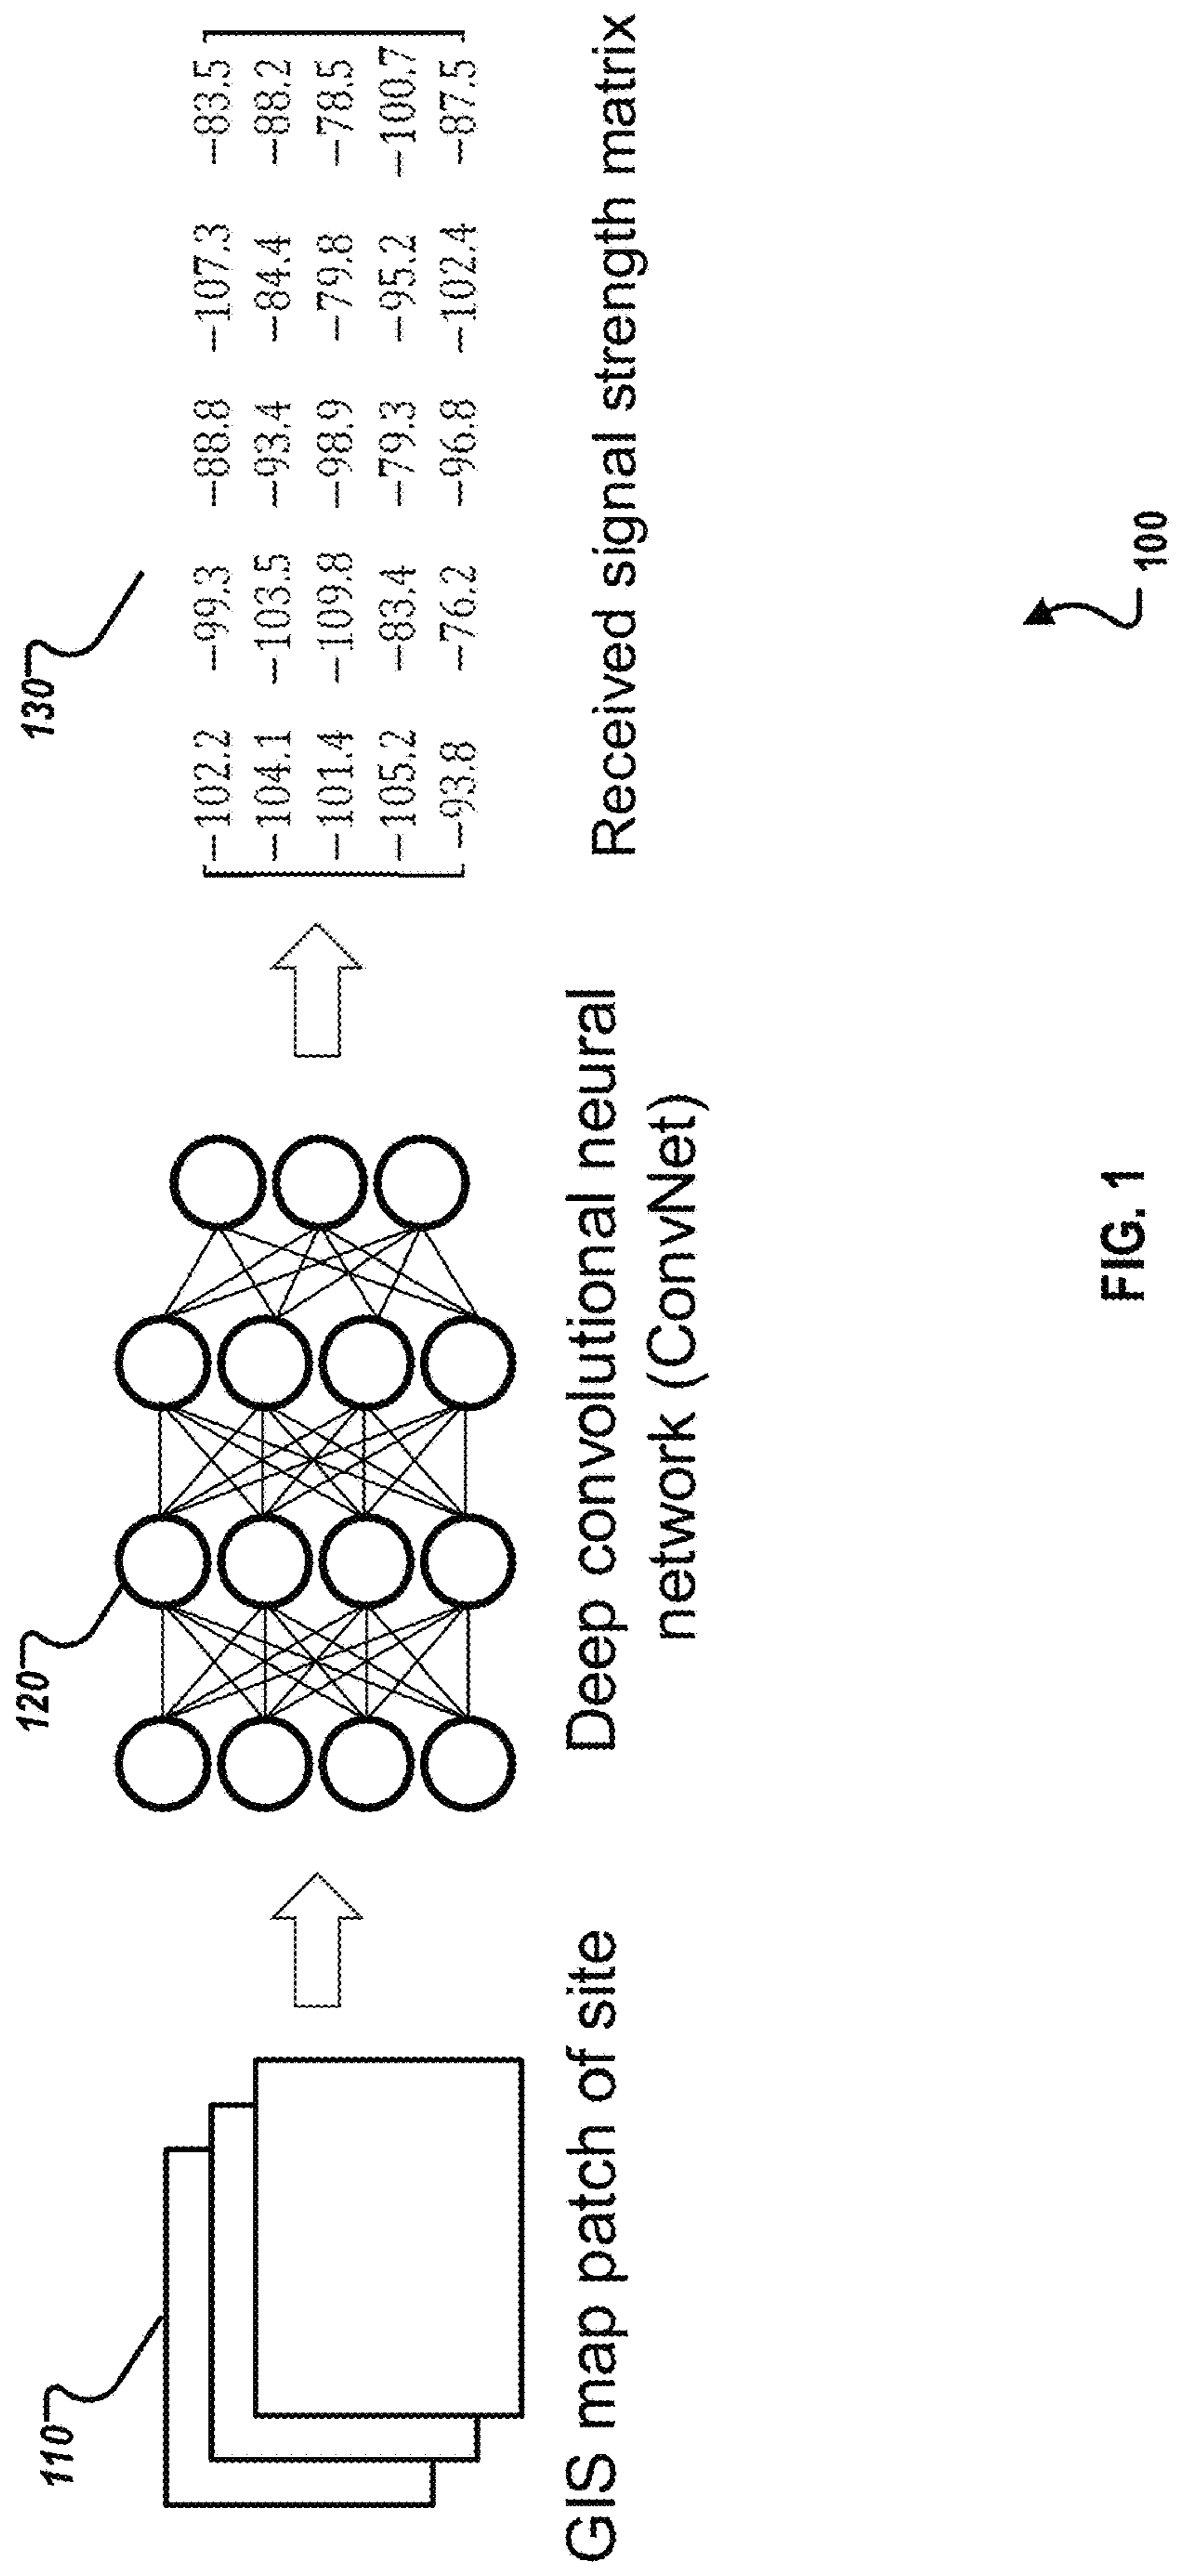 110
120
130
-102.2 -99.3 -88.8 -107.3 -83.5
-104.1 -103.5 -93.4 -84.4 -88.2
-101.4 -109.8 -98.9 -79.8 -78.5
-105.2 -83.4 -79.3 -95.2 -100.7
-93.8 -76.2 -96.8 -102.4 -87.5
GIS map patch of site
Deep convolutional neural
network (ConvNet)
Received signal strength matrix
100
FIG. 1